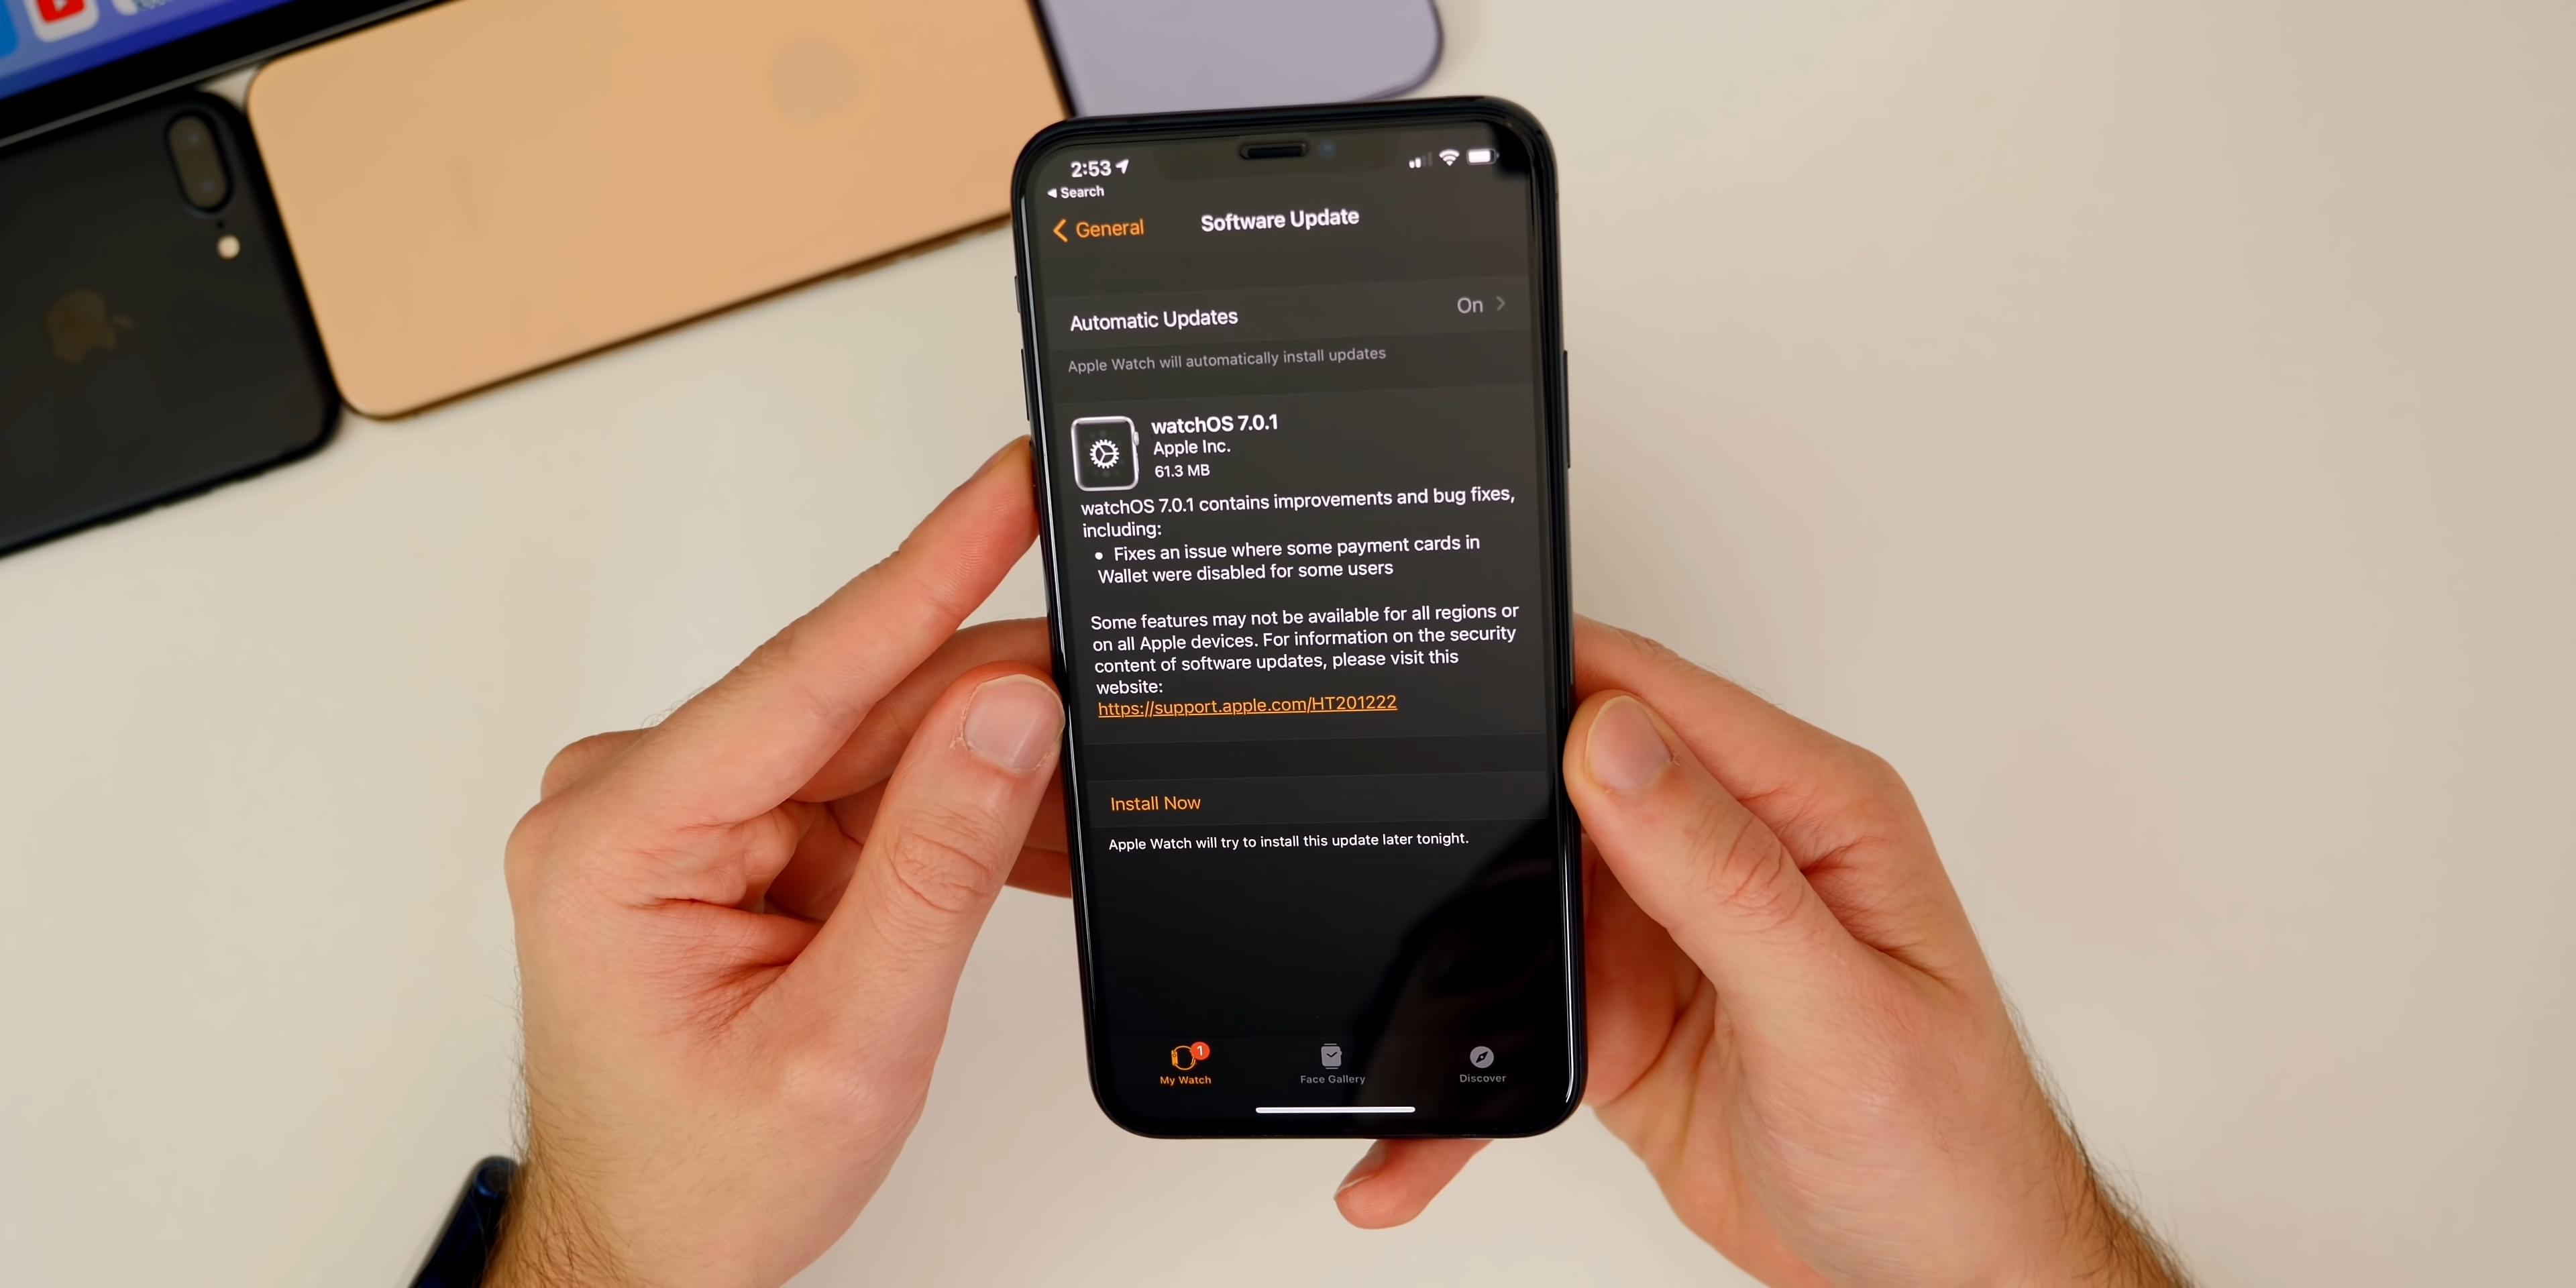 2:53
Search
General
Software Update
Automatic Updates
On
Apple Watch will automatically install updates
watchOS 7.0.1
Apple Inc.
61.3 MB
watchOS 7.0.1 contains improvements and bug fixes,
including:
• Fixes an issue where some payment cards in
Wallet were disabled for some users
Some features may not be available for all regions or
on all Apple devices. For information on the security
content of software updates, please visit this
website:
https://support.apple.com/HT201222
Install Now
Apple Watch will try to install this update later tonight.
1
My Watch
Face Gallery
Discover